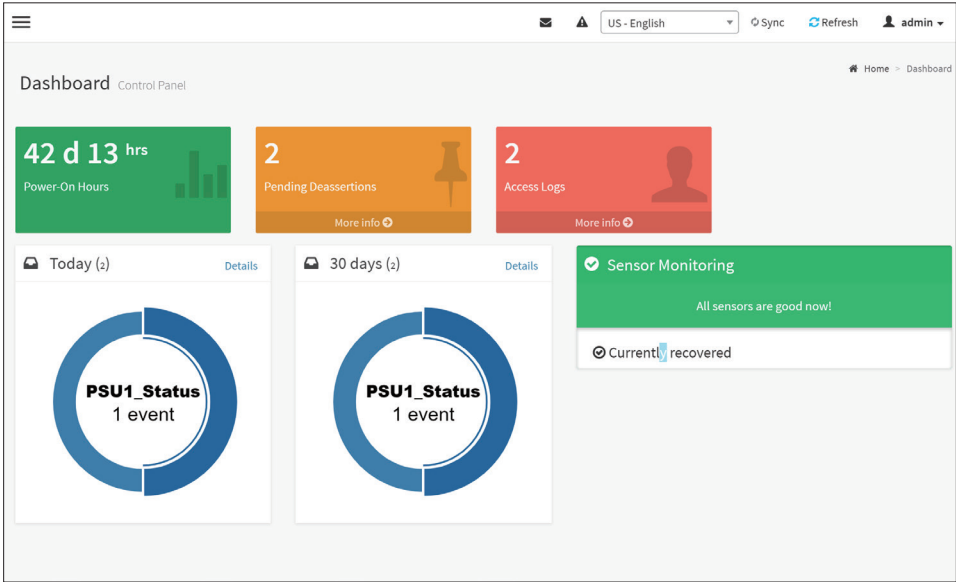 US - English Sync Refresh admin
Dashboard Control Panel
Home > Dashboard
42 d 13 hrs
Power-On Hours
2
Pending Deassertions
More info
2
Access Logs
More info
Today (2) Details
PSU1_Status
1 event
30 days (2) Details
PSU1_Status
1 event
Sensor Monitoring
All sensors are good now!
Currently recovered